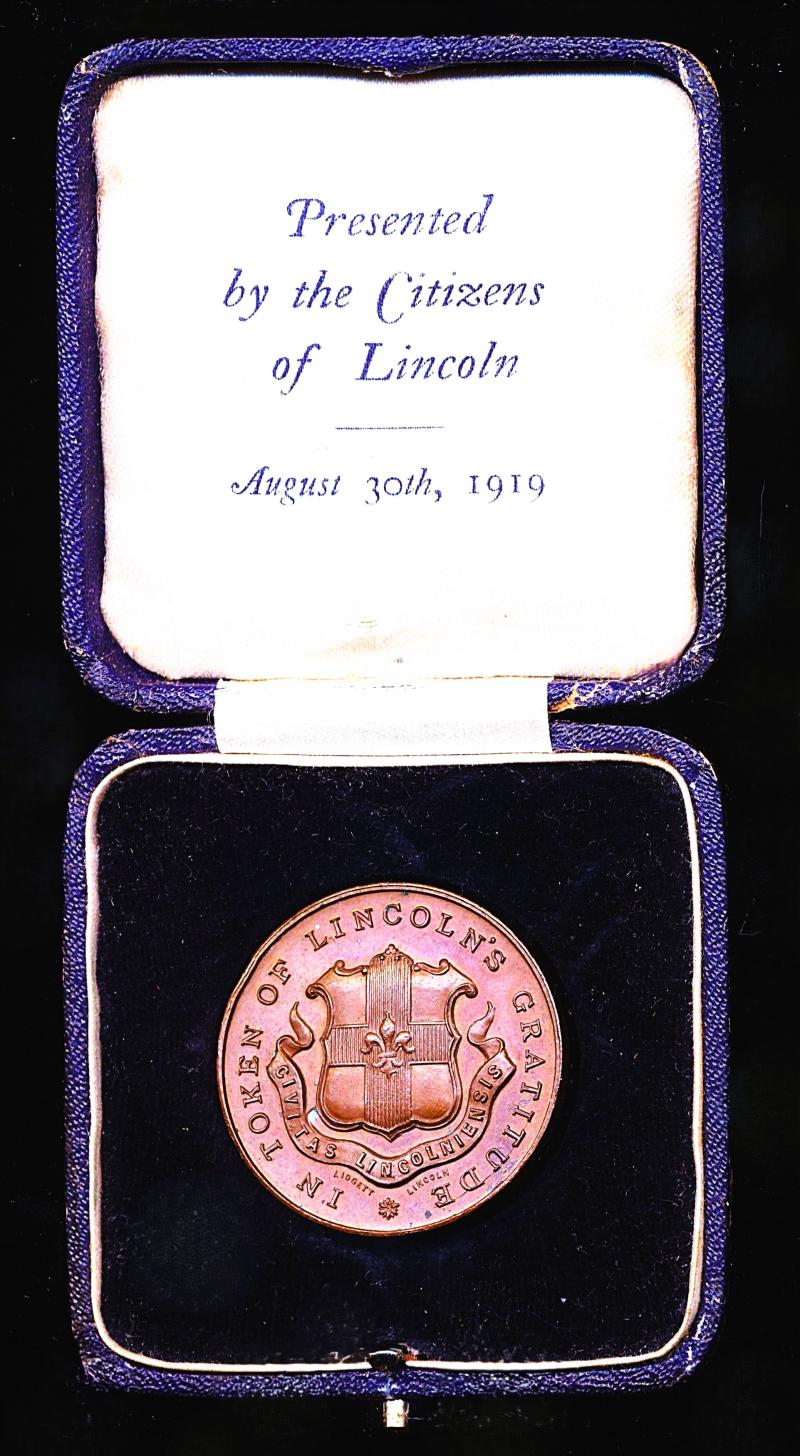 Presented
by the Citizens
of Lincoln
August 30th, 1919
IN TOKEN OF LINCOLN'S GRATITUDE
CIVITAS LINCOLNIENSIS
LIDGETT LINCOLN